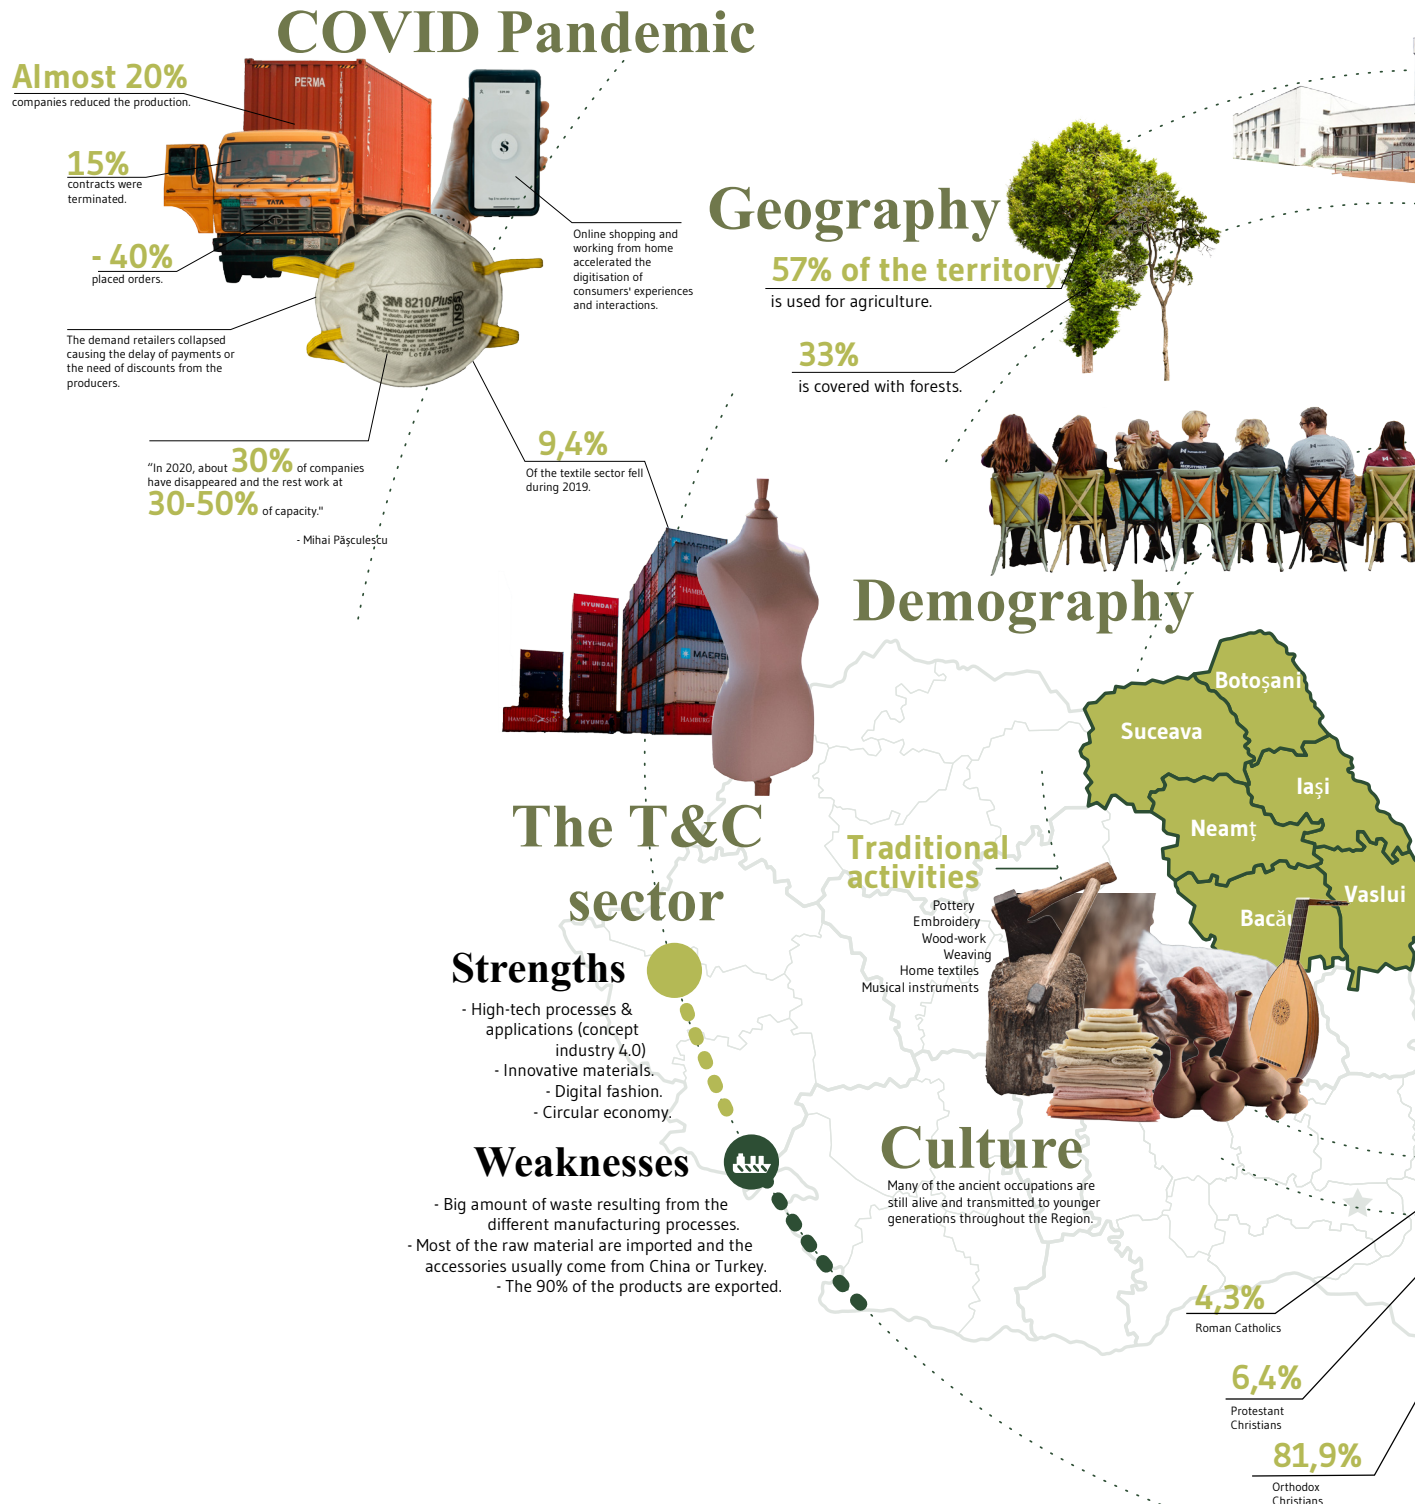 COVID Pandemic
Almost 20%
companies reduced the production.
15%
contracts were
terminated.
- 40%
placed orders.
The demand retailers collapsed
causing the delay of payments or
the need of discounts from the
producers.
"In 2020, about 30% of companies
have disappeared and the rest work at
30-50% of capacity."
- Mihai Pășculescu
PERMA
TATA
3M 8210Plus
N95
Online shopping and
working from home
accelerated the
digitisation of
consumers' experiences
and interactions.
9,4%
Of the textile sector fell
during 2019.
Geography
57% of the territory
is used for agriculture.
33%
is covered with forests.
Demography
Botoșani
Suceava
Iași
Neamț
Vaslui
Bacău
HYUNDAI
The T&C
sector
Strengths
- High-tech processes &
applications (concept
industry 4.0)
- Innovative materials.
- Digital fashion.
- Circular economy.
Weaknesses
- Big amount of waste resulting from the
different manufacturing processes.
- Most of the raw material are imported and the
accessories usually come from China or Turkey.
- The 90% of the products are exported.
Traditional
activities
Pottery
Embroidery
Wood-work
Weaving
Home textiles
Musical instruments
Culture
Many of the ancient occupations are
still alive and transmitted to younger
generations throughout the Region.
4,3%
Roman Catholics
6,4%
Protestant
Christians
81,9%
Orthodox
Christians